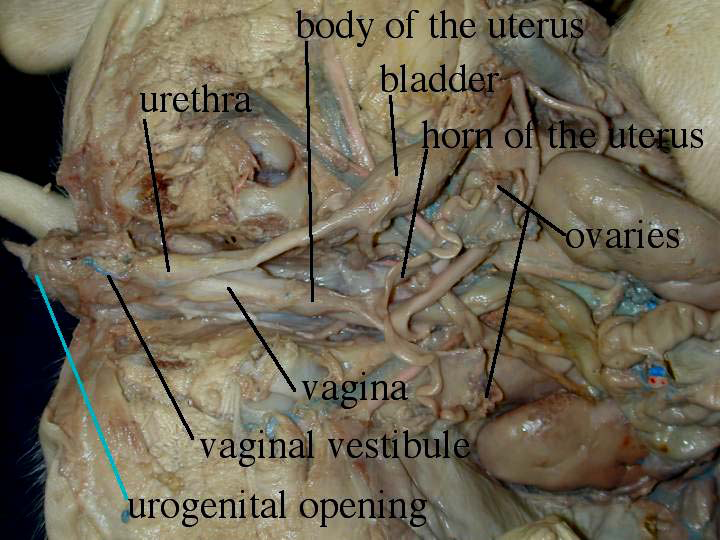 body of the uterus
bladder
urethra
horn of the uterus
ovaries
vagina
vaginal vestibule
urogenital opening